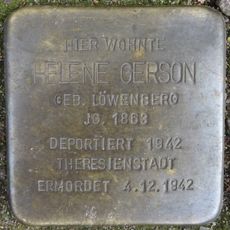 HIER WOHNTE
HELENE GERSON
GEB. LÖWENBERG
JG. 1863
DEPORTIERT 1942
THERESIENSTADT
ERMORDET 4.12.1942